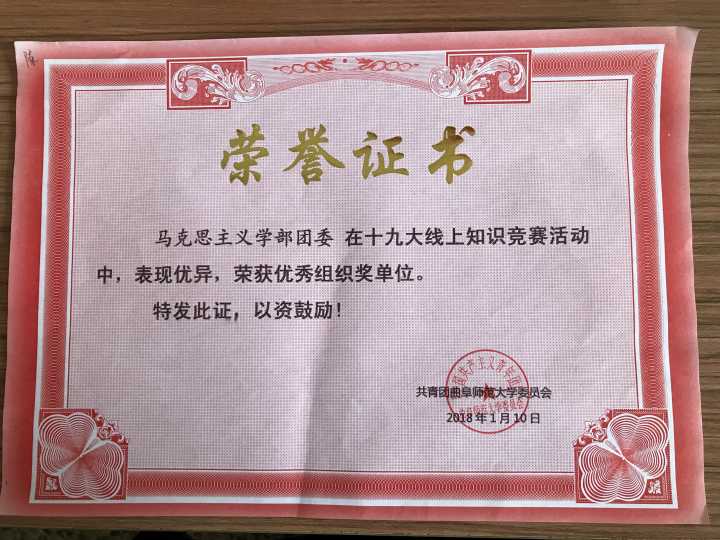 荣誉证书
马克思主义学部团委 在十九大线上知识竞赛活动
中，表现优异，荣获优秀组织奖单位。
特发此证，以资鼓励！
共青团曲阜师范大学委员会
2018年1月10日